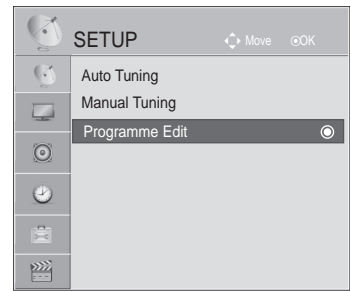 SETUP
Move OK
Auto Tuning
Manual Tuning
Programme Edit